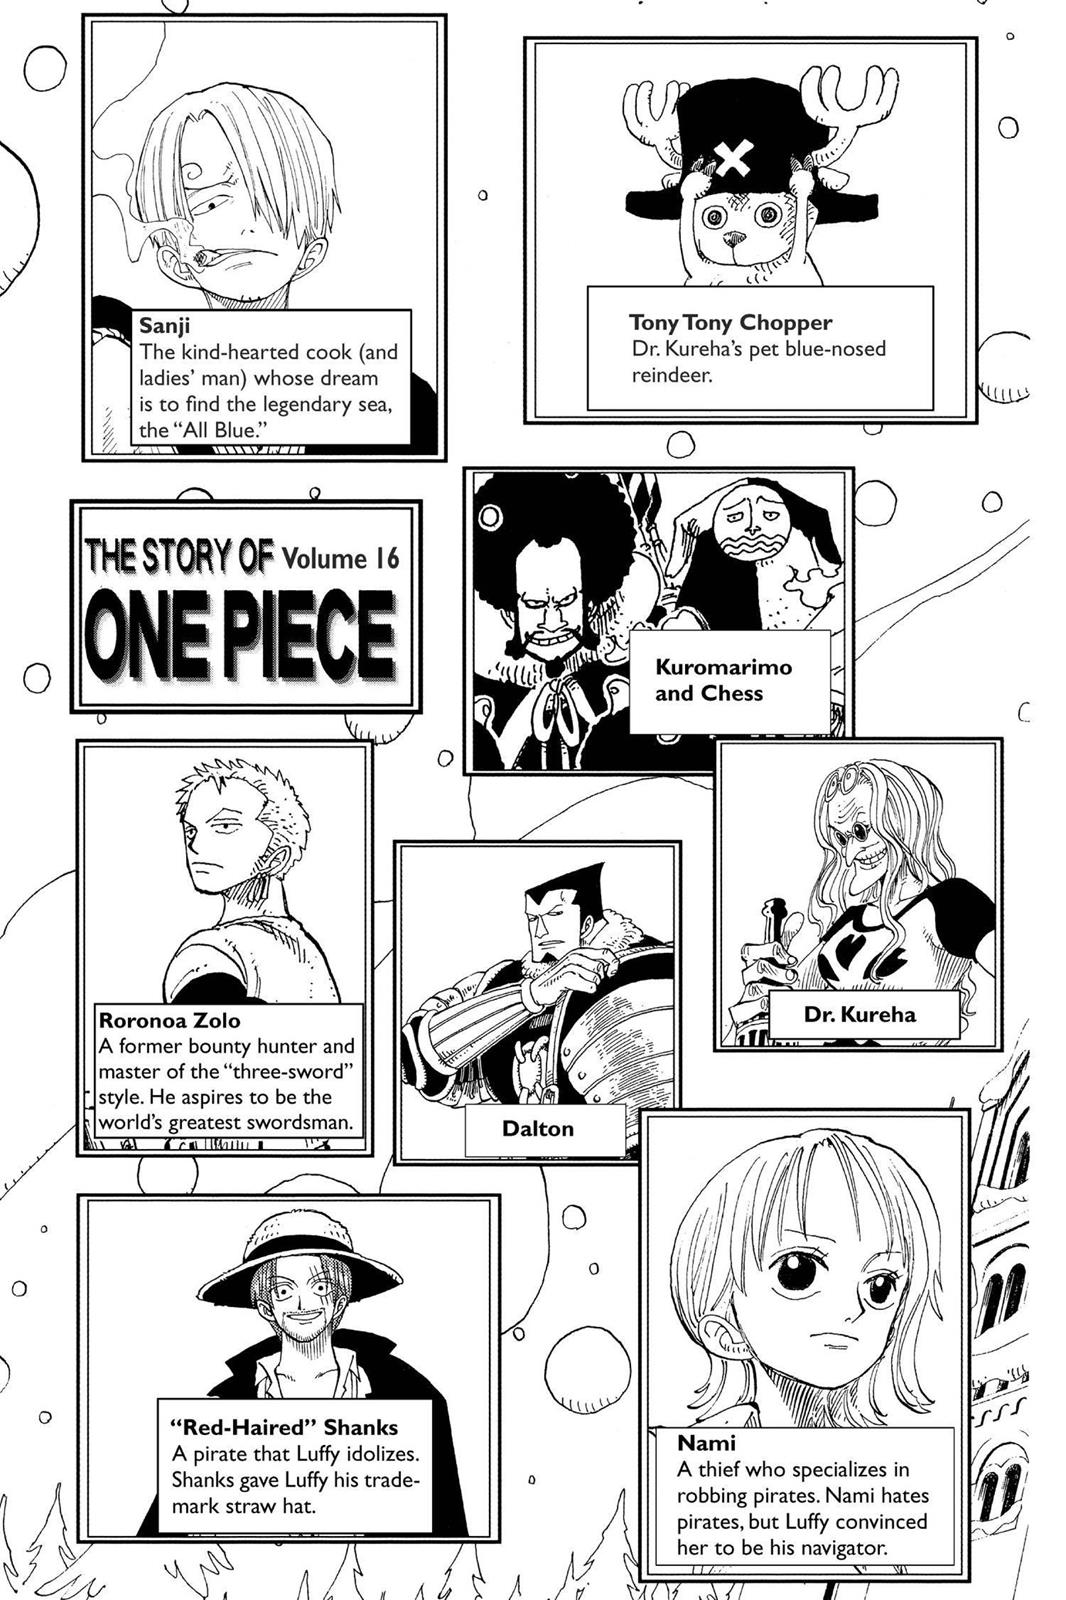 Sanji
The kind-hearted cook (and
ladies' man) whose dream
is to find the legendary sea,
the "All Blue."
Tony Tony Chopper
Dr. Kureha's pet blue-nosed
reindeer.
THE STORY OF
ONE PIECE
Volume 16
Kuromarimo
and Chess
Roronoa Zolo
A former bounty hunter and
master of the "three-sword"
style. He aspires to be the
world's greatest swordsman.
Dalton
Dr. Kureha
"Red-Haired" Shanks
A pirate that Luffy idolizes.
Shanks gave Luffy his trade-
mark straw hat.
Nami
A thief who specializes in
robbing pirates. Nami hates
pirates, but Luffy convinced
her to be his navigator.